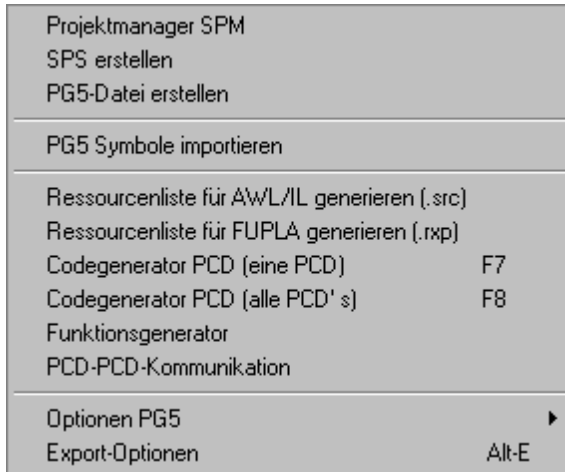 Projektmanager SPM
SPS erstellen
PG5-Datei erstellen
PG5 Symbole importieren
Ressourcenliste für AWL/IL generieren (.src)
Ressourcenliste für FUPLA generieren (.rxp)
Codegenerator PCD (eine PCD) F7
Codegenerator PCD (alle PCD' s) F8
Funktionsgenerator
PCD-PCD-Kommunikation
Optionen PG5
Export-Optionen Alt-E